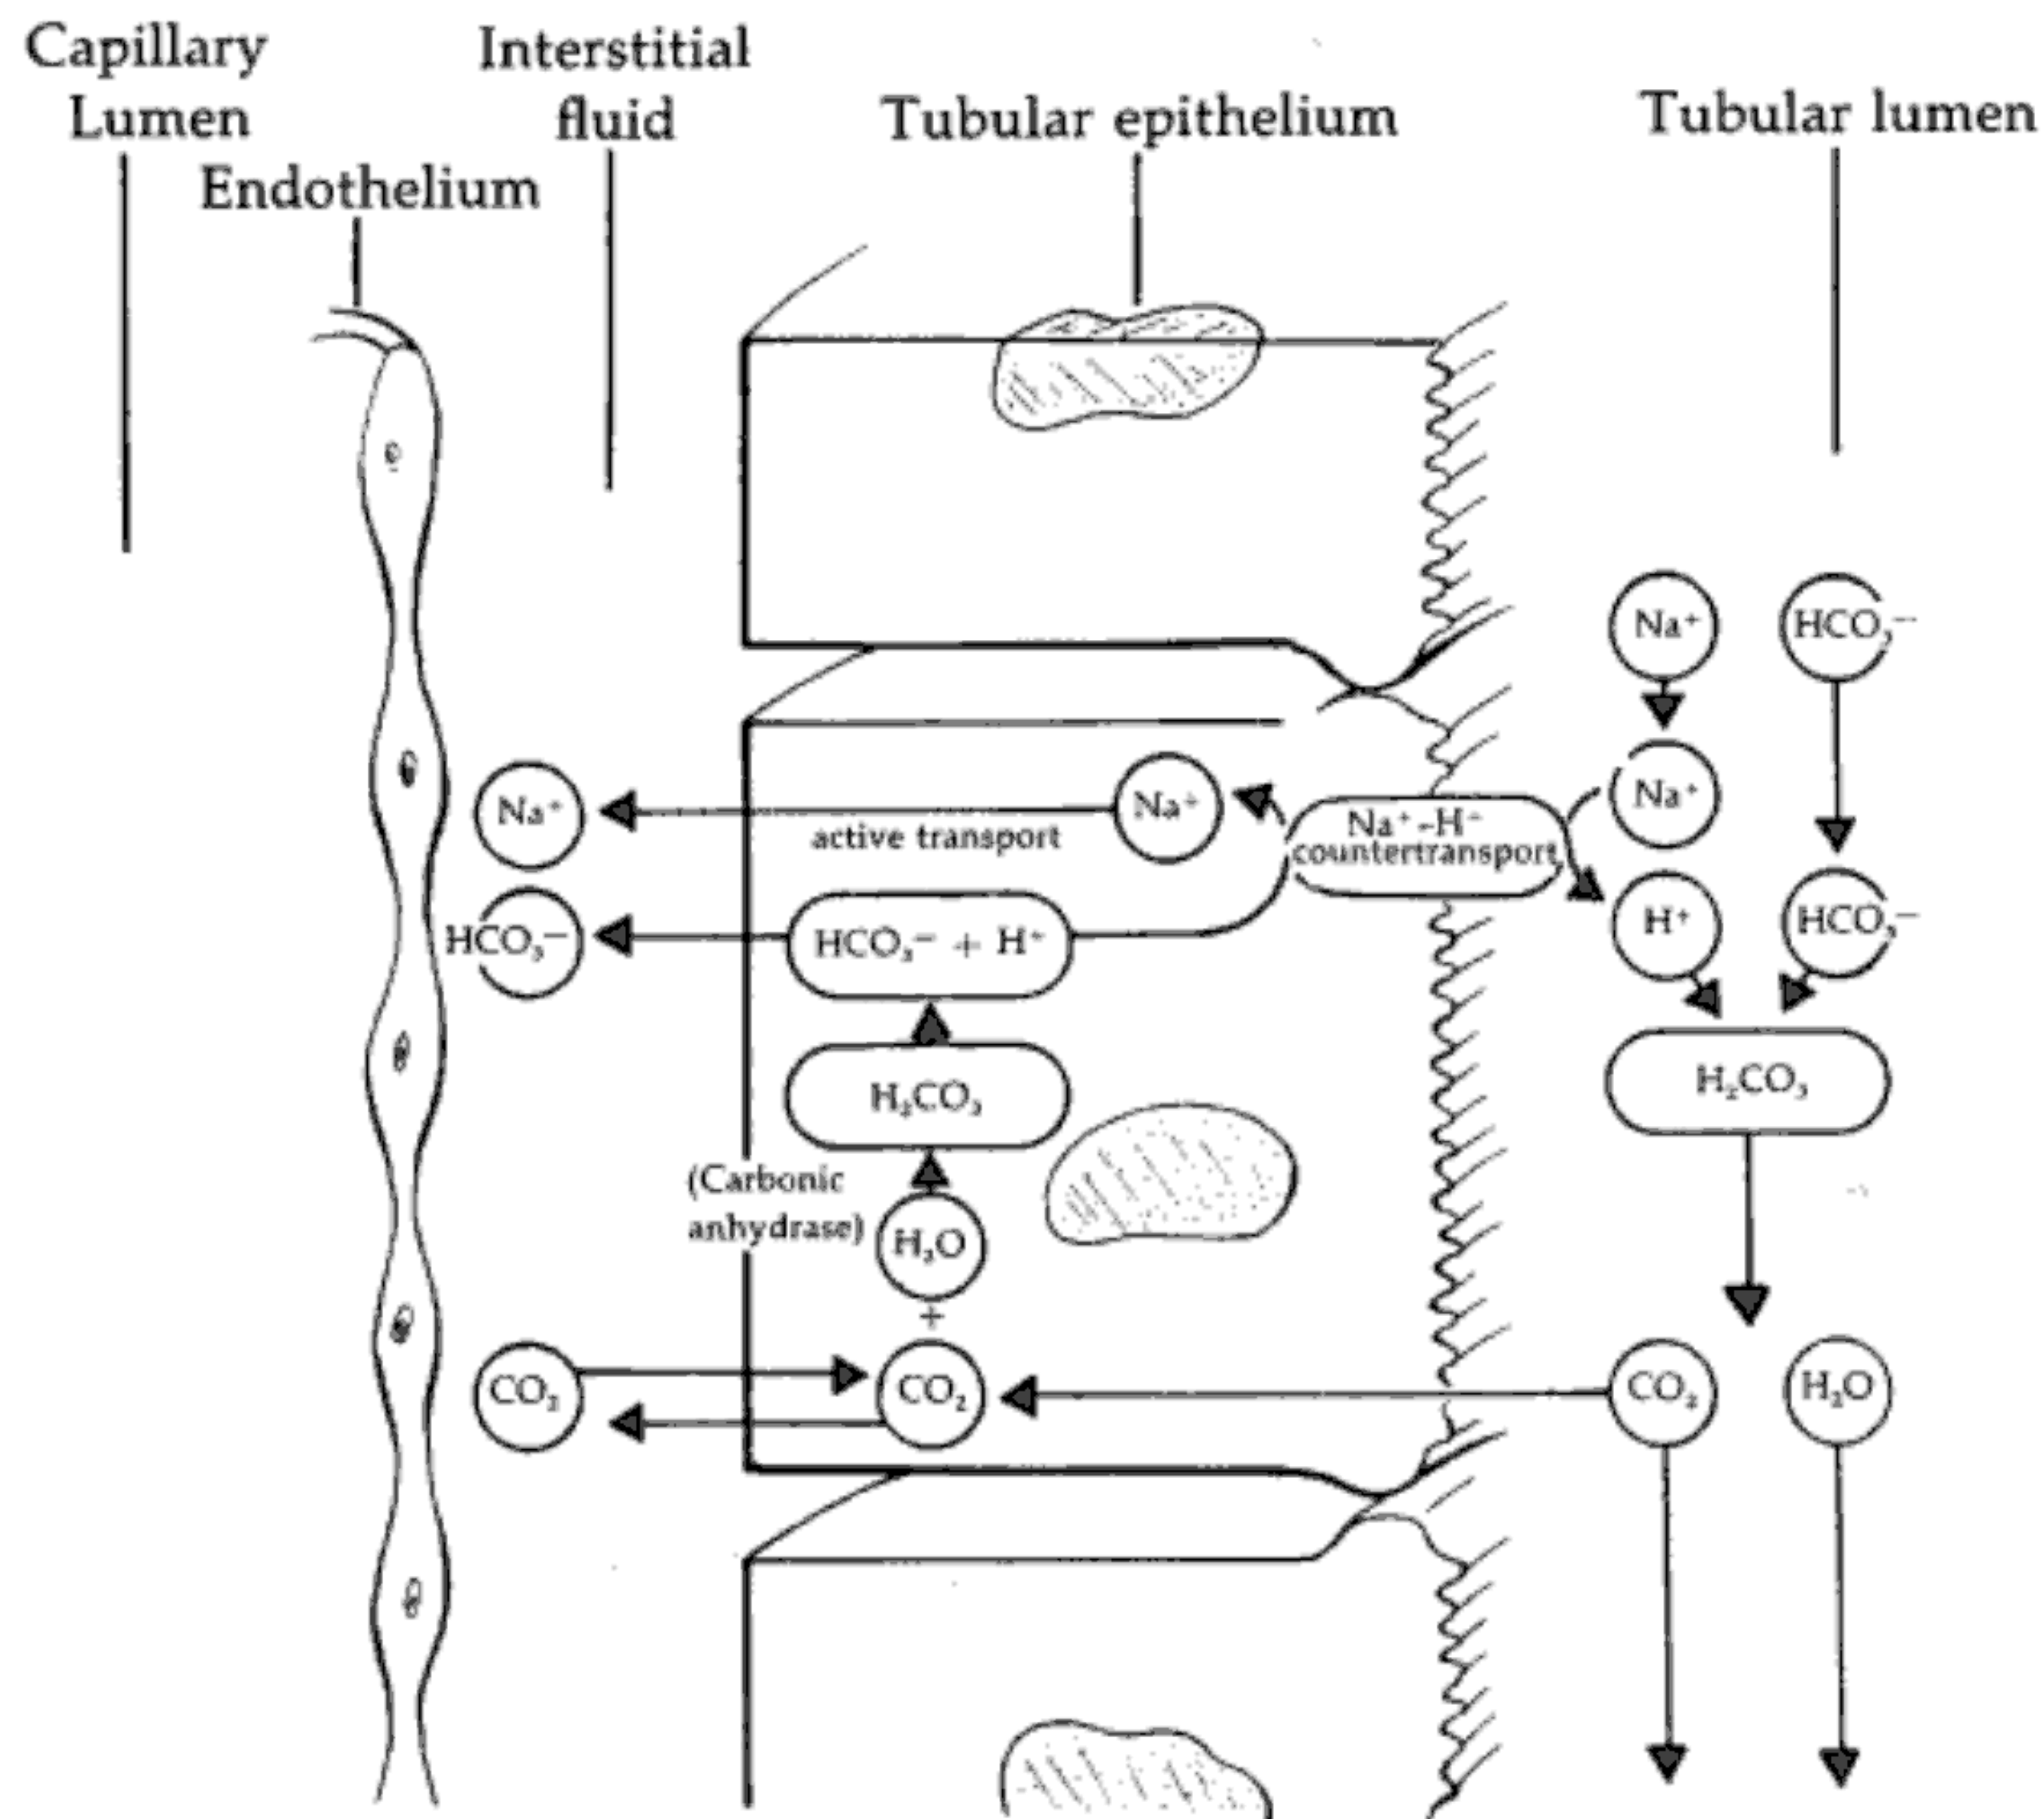 Capillary
Lumen
Endothelium
Interstitial
fluid
Tubular epithelium
Tubular lumen
Na⁺
HCO₃⁻
Na⁺
active transport
Na⁺
Na⁺-H⁺
countertransport
Na⁺
HCO₃⁻
HCO₃⁻ + H⁺
H⁺
HCO₃⁻
H₂CO₃
H₂CO₃
(Carbonic
anhydrase)
H₂O
+
CO₂
CO₂
CO₂
H₂O